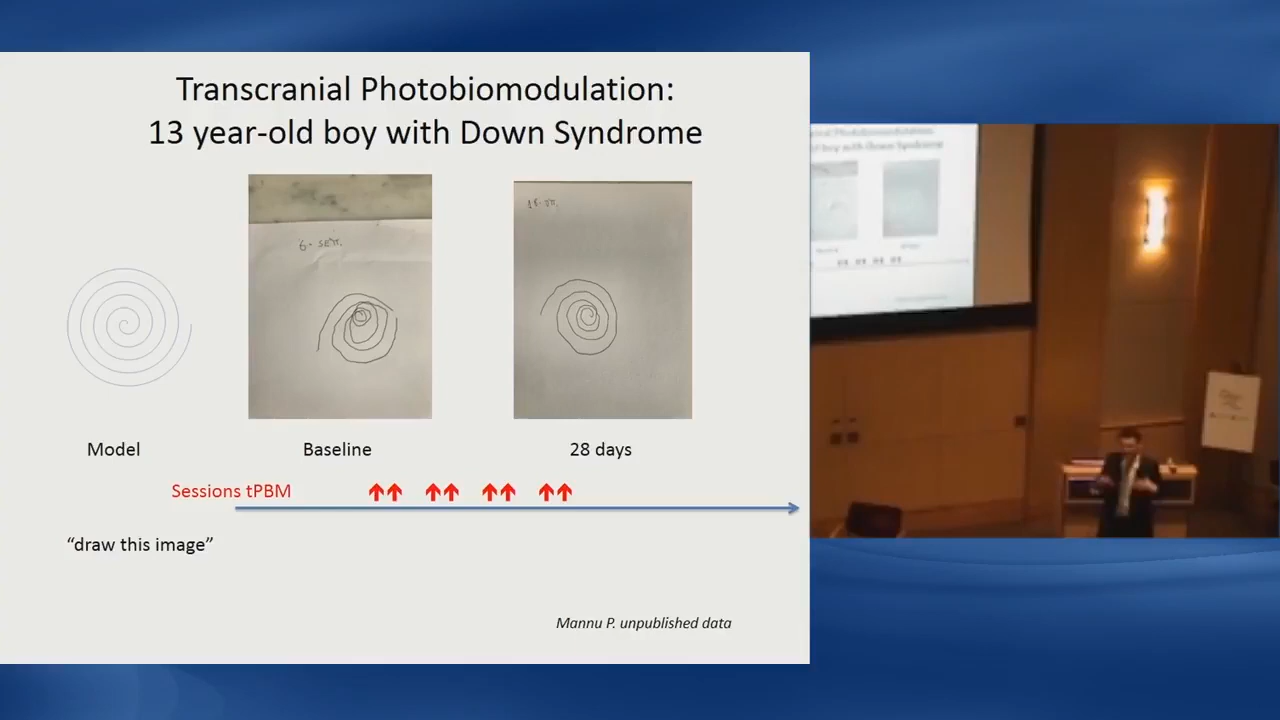 Transcranial Photobiomodulation:
13 year-old boy with Down Syndrome
Model
Baseline
28 days
Sessions tPBM
“draw this image”
Mannu P. unpublished data